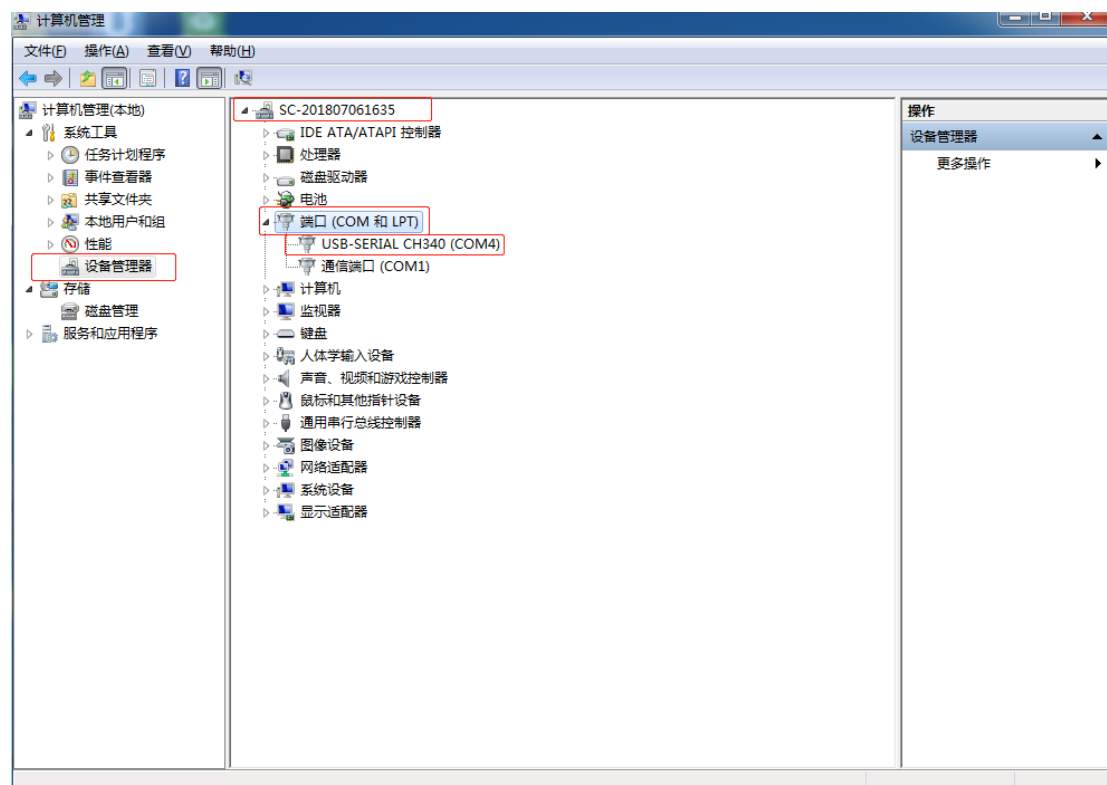 计算机管理
文件(F) 操作(A) 查看(V) 帮助(H)
计算机管理(本地)
系统工具
任务计划程序
事件查看器
共享文件夹
本地用户和组
性能
设备管理器
存储
磁盘管理
服务和应用程序
SC-201807061635
IDE ATA/ATAPI 控制器
处理器
磁盘驱动器
电池
端口 (COM 和 LPT)
USB-SERIAL CH340 (COM4)
通信端口 (COM1)
计算机
监视器
键盘
人体学输入设备
声音、视频和游戏控制器
鼠标和其他指针设备
通用串行总线控制器
图像设备
网络适配器
系统设备
显示适配器
操作
设备管理器
更多操作